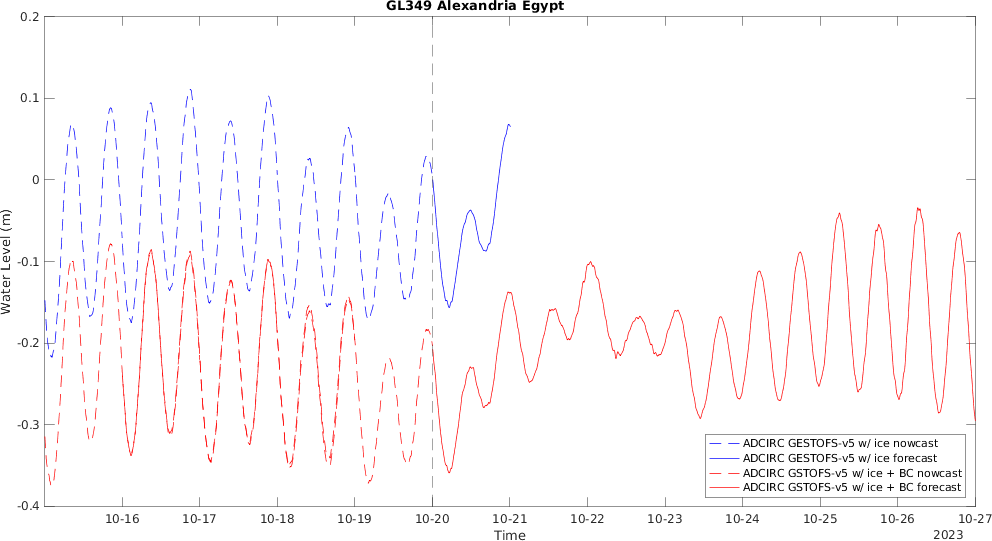 GL349 Alexandria Egypt
0.2
0.1
0
-0.1
-0.2
-0.3
-0.4
Water Level (m)
ADCIRC GESTOFS-v5 w/ ice nowcast
ADCIRC GESTOFS-v5 w/ ice forecast
ADCIRC GSTOFS-v5 w/ ice + BC nowcast
ADCIRC GSTOFS-v5 w/ ice + BC forecast
10-16 10-17 10-18 10-19 10-20 10-21 10-22 10-23 10-24 10-25 10-26 10-27
Time
2023